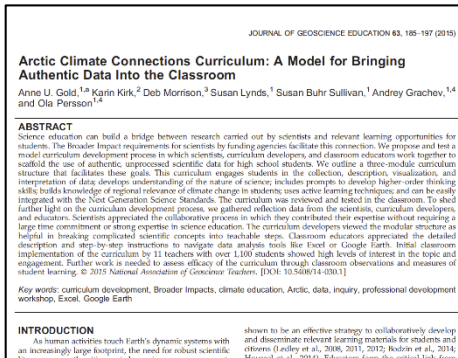 JOURNAL OF GEOSCIENCE EDUCATION 63, 185–197 (2015)
Arctic Climate Connections Curriculum: A Model for Bringing
Authentic Data Into the Classroom
Anne U. Gold,1,a Karin Kirk,2 Deb Morrison,3 Susan Lynds,1 Susan Buhr Sullivan,1 Andrey Grachev,1,4
and Ola Persson1,4
ABSTRACT
Science education can build a bridge between research carried out by scientists and relevant learning opportunities for
students. The Broader Impact requirements for scientists by funding agencies facilitate this connection. We propose and test a
model curriculum development process in which scientists, curriculum developers, and classroom educators work together to
scaffold the use of authentic, unprocessed scientific data for high school students. We outline a three-module curriculum
structure that facilitates these goals. This curriculum engages students in the collection, description, visualization, and
interpretation of data; develops understanding of the nature of science; includes prompts to develop higher-order thinking
skills; builds knowledge of regional relevance of climate change in students; uses active learning techniques; and can be easily
integrated with the Next Generation Science Standards. The curriculum was reviewed and tested in the classroom. To shed
further light on the curriculum development process, we gathered reflection data from the scientists, curriculum developers,
and educators. Scientists appreciated the collaborative process in which they contributed their expertise without requiring a
large time commitment or strong expertise in science education. The curriculum developers viewed the modular structure as
helpful in breaking complicated scientific concepts into teachable steps. Classroom educators appreciated the detailed
description and step-by-step instructions to navigate data analysis tools like Excel or Google Earth. Initial classroom
implementation of the curriculum by 11 teachers with over 1,100 students showed high levels of interest in the topic and
engagement. Further work is needed to assess efficacy of the curriculum through classroom observations and measures of
student learning. © 2015 National Association of Geoscience Teachers. [DOI: 10.5408/14-030.1]
Key words: curriculum development, Broader Impacts, climate education, Arctic, data, inquiry, professional development
workshop, Excel, Google Earth
INTRODUCTION
As human activities touch Earth's dynamic systems with
an increasingly large footprint, the need for robust scientific
shown to be an effective strategy to collaboratively develop
and disseminate relevant learning materials for students and
citizens (Ledley et al., 2008, 2011, 2012; Bodzin et al., 2014;